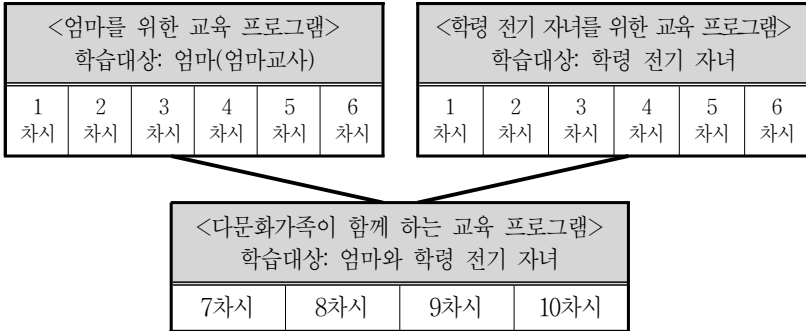 <엄마를 위한 교육 프로그램>
학습대상: 엄마(엄마교사)
1 2 3 4 5 6
차시 차시 차시 차시 차시 차시
<학령 전기 자녀를 위한 교육 프로그램>
학습대상: 학령 전기 자녀
1 2 3 4 5 6
차시 차시 차시 차시 차시 차시
<다문화가족이 함께 하는 교육 프로그램>
학습대상: 엄마와 학령 전기 자녀
7차시 8차시 9차시 10차시